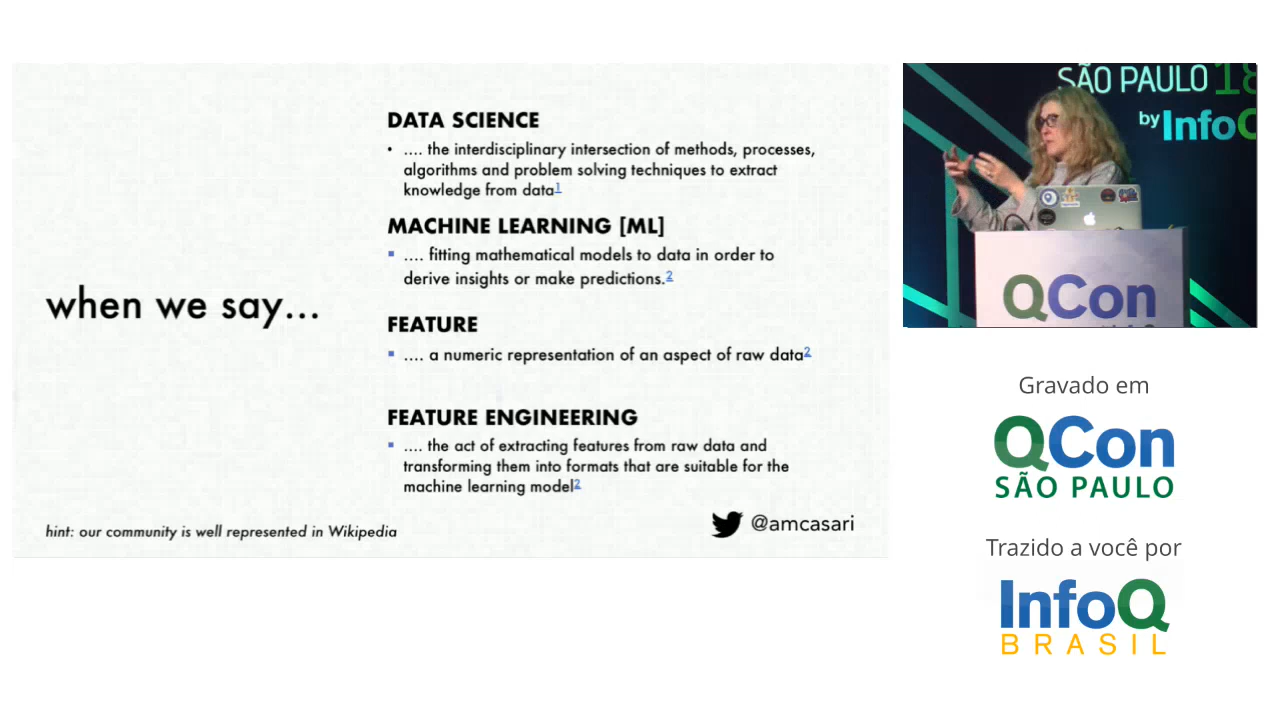 DATA SCIENCE
• .... the interdisciplinary intersection of methods, processes,
algorithms and problem solving techniques to extract
knowledge from data1
MACHINE LEARNING [ML]
▪ .... fitting mathematical models to data in order to
derive insights or make predictions.2
when we say...
FEATURE
▪ .... a numeric representation of an aspect of raw data2
FEATURE ENGINEERING
▪ .... the act of extracting features from raw data and
transforming them into formats that are suitable for the
machine learning model2
hint: our community is well represented in Wikipedia
@amcasari
SÃO PAULO 18
by InfoQ
QCon
Gravado em
QCon
SÃO PAULO
Trazido a você por
InfoQ
BRASIL